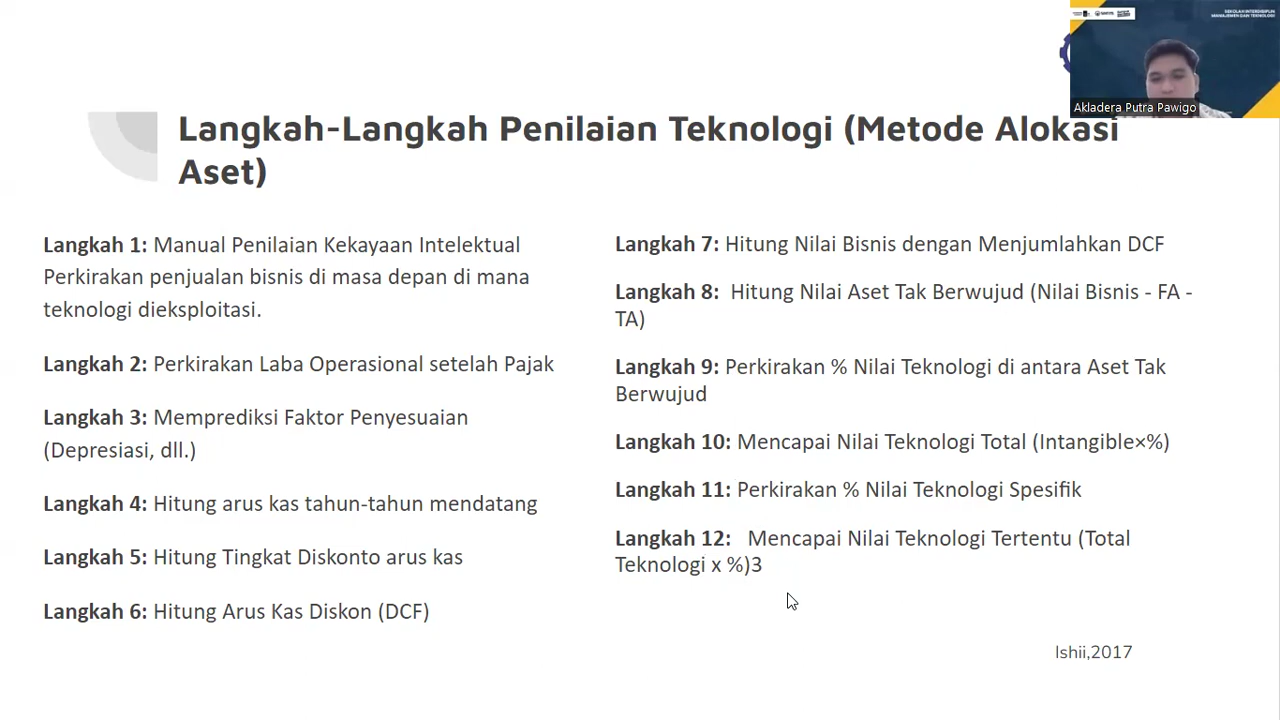 SEKOLAH INTERDISIPLIN
MANAJEMEN DAN TEKNOLOGI
Akladera Putra Pawigo
Langkah-Langkah Penilaian Teknologi (Metode Alokasi
Aset)
Langkah 1: Manual Penilaian Kekayaan Intelektual
Perkirakan penjualan bisnis di masa depan di mana
teknologi dieksploitasi.
Langkah 2: Perkirakan Laba Operasional setelah Pajak
Langkah 3: Memprediksi Faktor Penyesuaian
(Depresiasi, dll.)
Langkah 4: Hitung arus kas tahun-tahun mendatang
Langkah 5: Hitung Tingkat Diskonto arus kas
Langkah 6: Hitung Arus Kas Diskon (DCF)
Langkah 7: Hitung Nilai Bisnis dengan Menjumlahkan DCF
Langkah 8: Hitung Nilai Aset Tak Berwujud (Nilai Bisnis - FA -
TA)
Langkah 9: Perkirakan % Nilai Teknologi di antara Aset Tak
Berwujud
Langkah 10: Mencapai Nilai Teknologi Total (Intangible×%)
Langkah 11: Perkirakan % Nilai Teknologi Spesifik
Langkah 12: Mencapai Nilai Teknologi Tertentu (Total
Teknologi x %)3
Ishii,2017